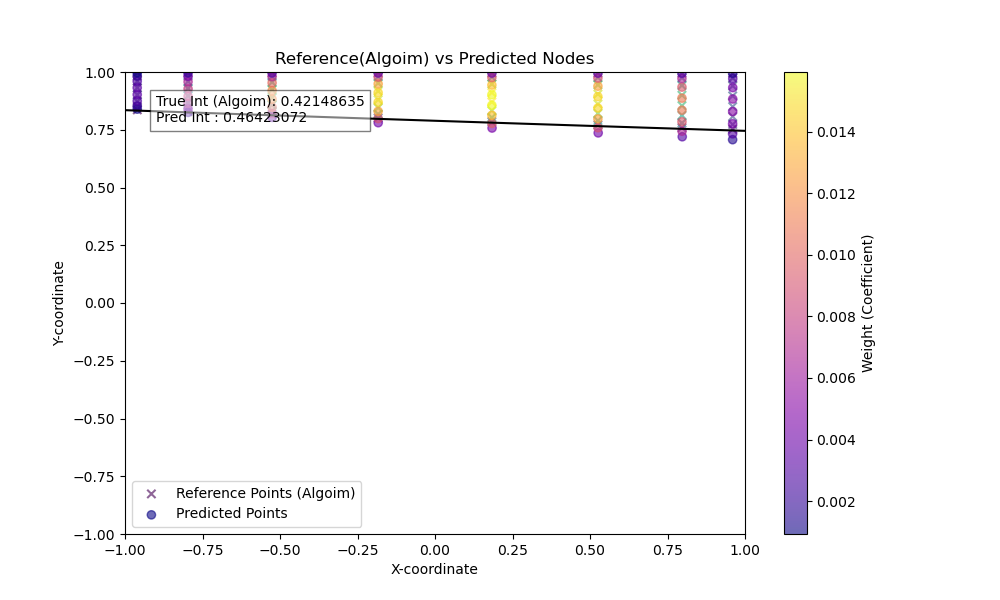 Reference(Algoim) vs Predicted Nodes
True Int (Algoim): 0.42148635
Pred Int : 0.46423072
1.00
0.75
0.50
0.25
0.00
−0.25
−0.50
−0.75
−1.00
Y-coordinate
Reference Points (Algoim)
Predicted Points
−1.00 −0.75 −0.50 −0.25 0.00 0.25 0.50 0.75 1.00
X-coordinate
0.014
0.012
0.010
0.008
0.006
0.004
0.002
Weight (Coefficient)